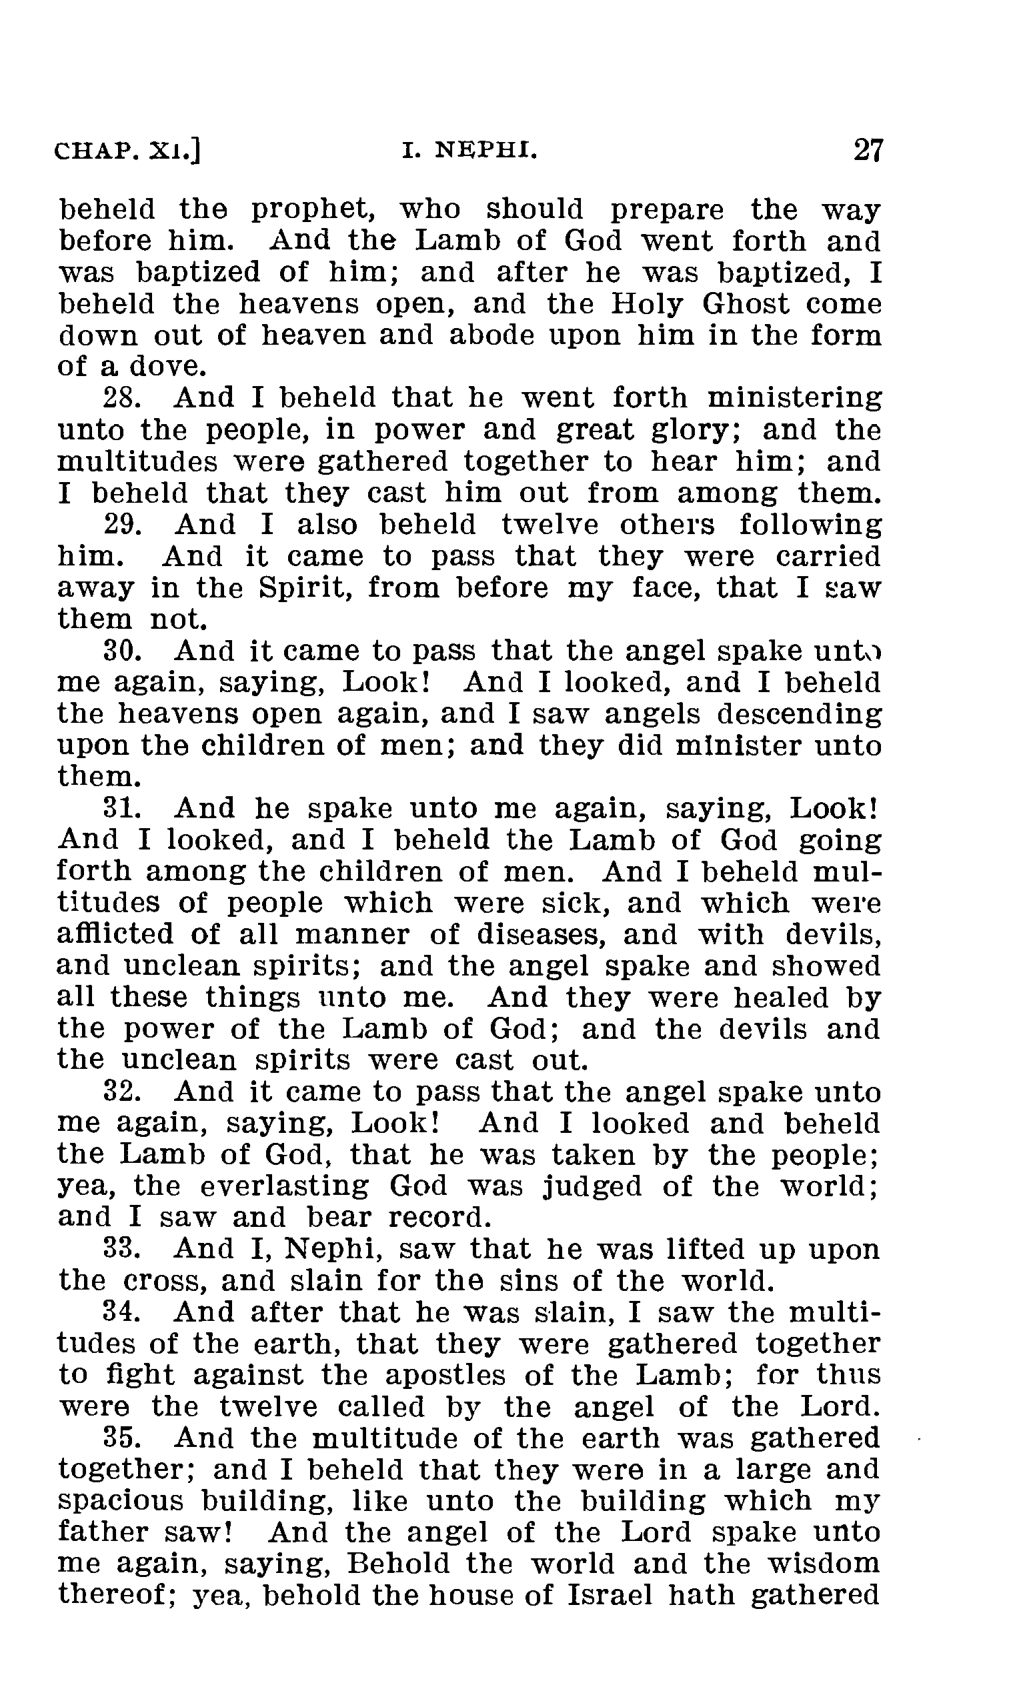 CHAP. XI.] I. NEPHI. 27
beheld the prophet, who should prepare the way
before him. And the Lamb of God went forth and
was baptized of him; and after he was baptized, I
beheld the heavens open, and the Holy Ghost come
down out of heaven and abode upon him in the form
of a dove.
28. And I beheld that he went forth ministering
unto the people, in power and great glory; and the
multitudes were gathered together to hear him; and
I beheld that they cast him out from among them.
29. And I also beheld twelve others following
him. And it came to pass that they were carried
away in the Spirit, from before my face, that I saw
them not.
30. And it came to pass that the angel spake unto
me again, saying, Look! And I looked, and I beheld
the heavens open again, and I saw angels descending
upon the children of men; and they did minister unto
them.
31. And he spake unto me again, saying, Look!
And I looked, and I beheld the Lamb of God going
forth among the children of men. And I beheld mul-
titudes of people which were sick, and which were
afflicted of all manner of diseases, and with devils,
and unclean spirits; and the angel spake and showed
all these things unto me. And they were healed by
the power of the Lamb of God; and the devils and
the unclean spirits were cast out.
32. And it came to pass that the angel spake unto
me again, saying, Look! And I looked and beheld
the Lamb of God, that he was taken by the people;
yea, the everlasting God was judged of the world;
and I saw and bear record.
33. And I, Nephi, saw that he was lifted up upon
the cross, and slain for the sins of the world.
34. And after that he was slain, I saw the multi-
tudes of the earth, that they were gathered together
to fight against the apostles of the Lamb; for thus
were the twelve called by the angel of the Lord.
35. And the multitude of the earth was gathered
together; and I beheld that they were in a large and
spacious building, like unto the building which my
father saw! And the angel of the Lord spake unto
me again, saying, Behold the world and the wisdom
thereof; yea, behold the house of Israel hath gathered